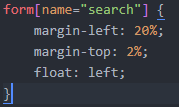 form[name="search"] {
    margin-left: 20%;
    margin-top: 2%;
    float: left;
}